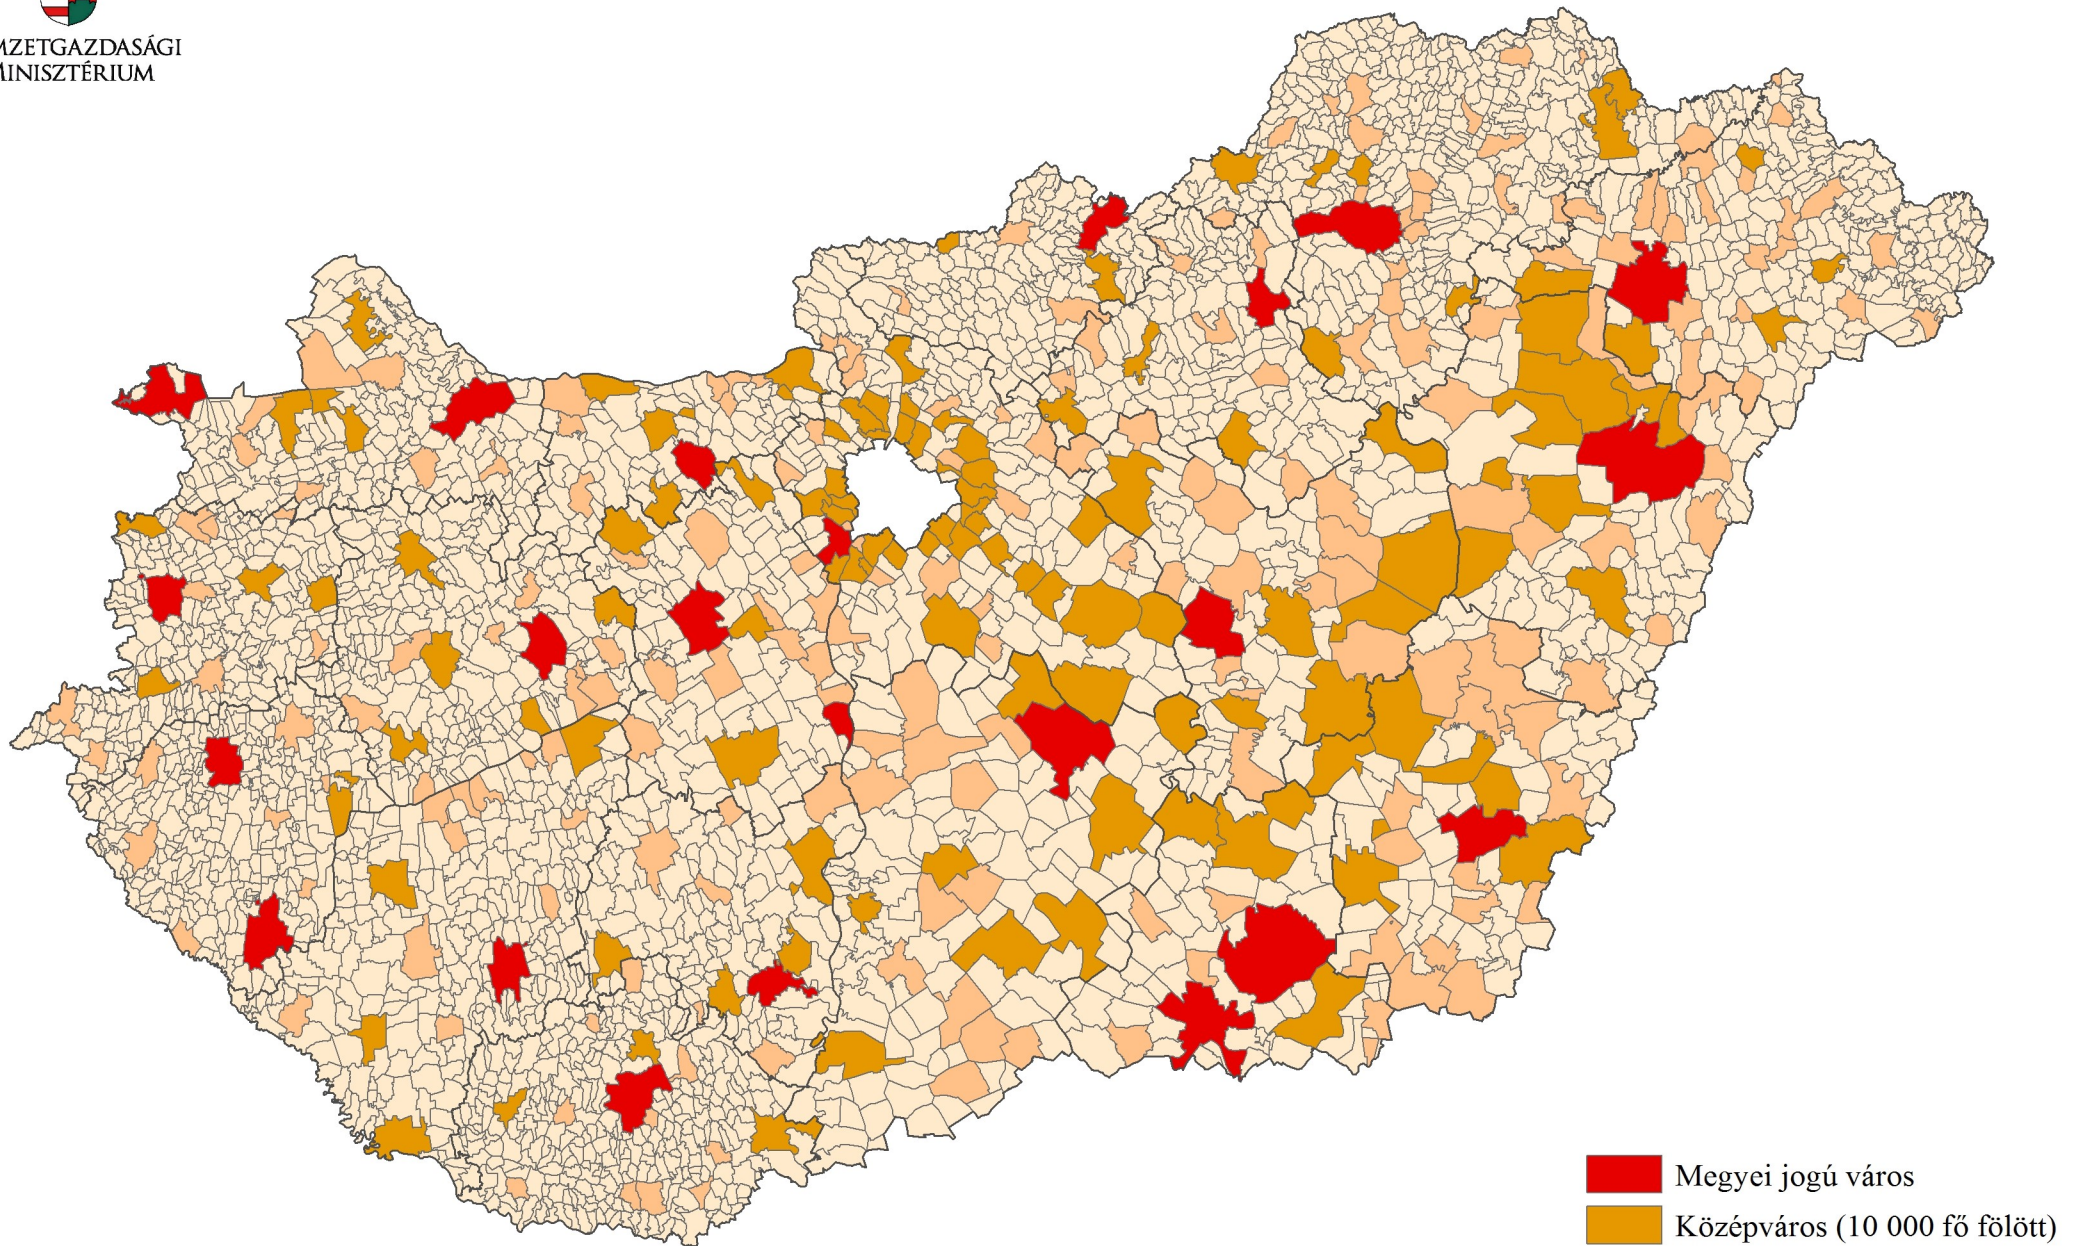 MZETGAZDASÁGI
MINISZTÉRIUM
Megyei jogú város
Középváros (10 000 fő fölött)